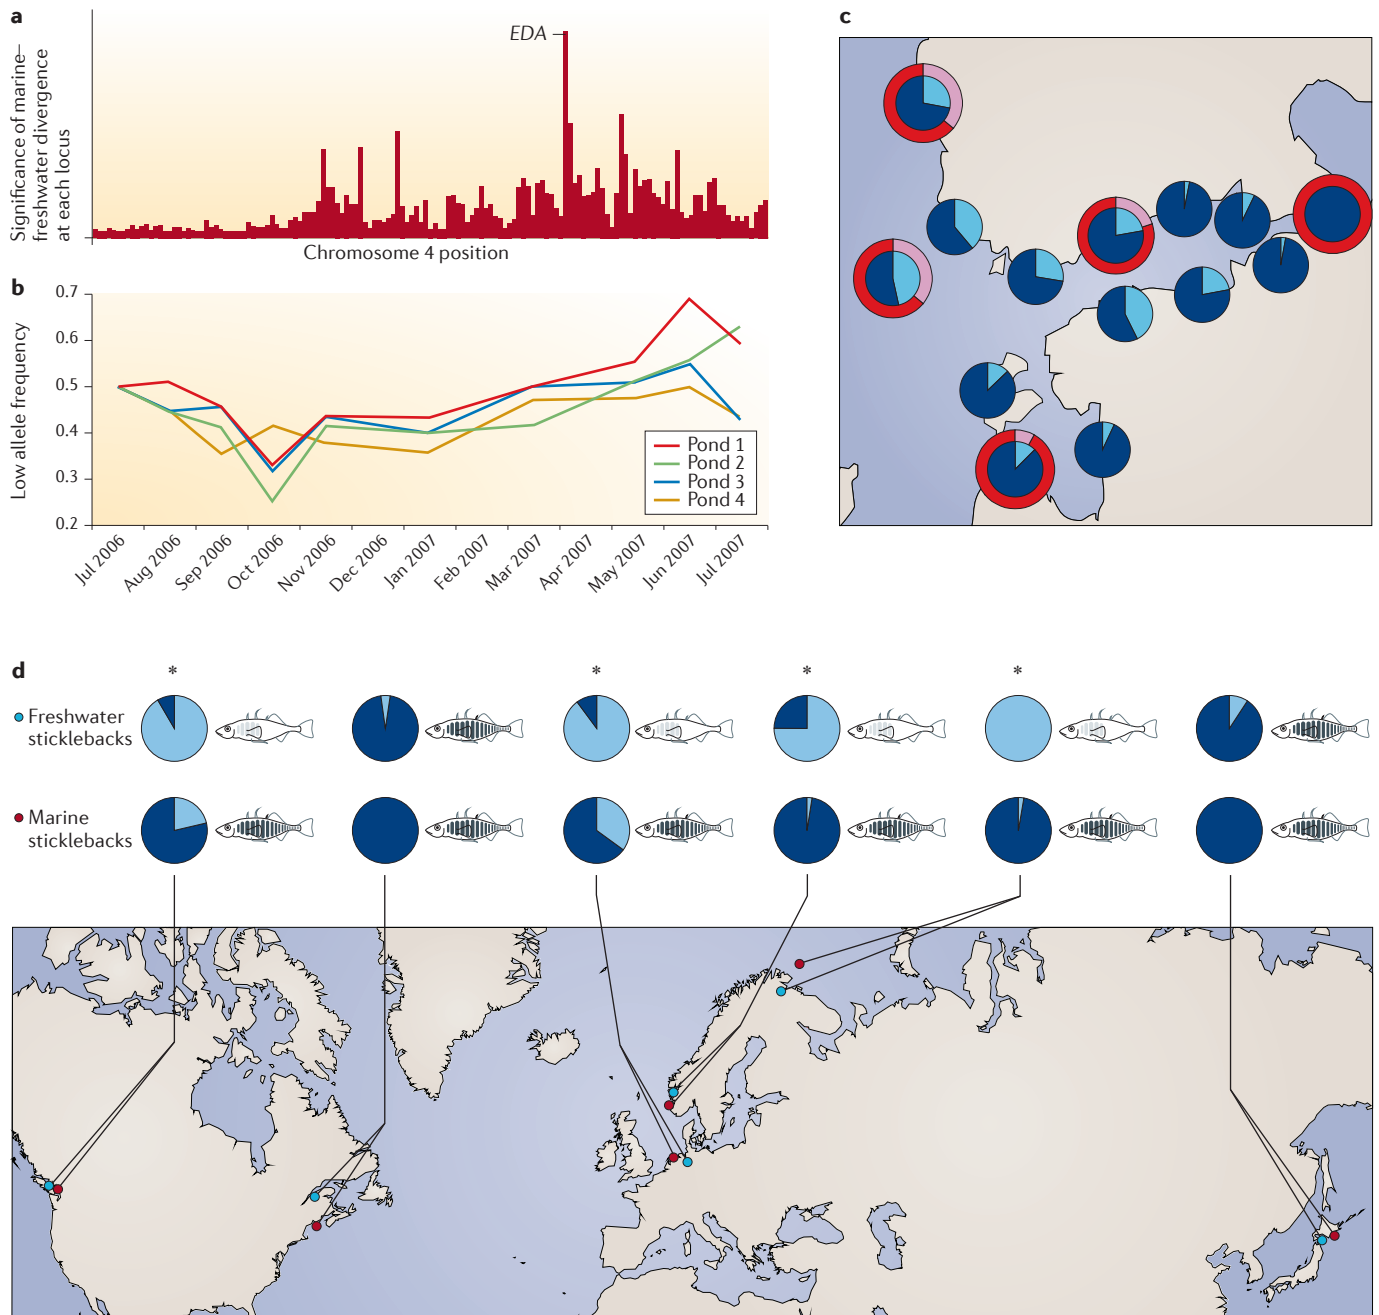 a
Significance of marine–
freshwater divergence
at each locus
EDA
Chromosome 4 position
b
Low allele frequency
0.7
0.6
0.5
0.4
0.3
0.2
Pond 1
Pond 2
Pond 3
Pond 4
Jul 2006
Aug 2006
Sep 2006
Oct 2006
Nov 2006
Dec 2006
Jan 2007
Feb 2007
Mar 2007
Apr 2007
May 2007
Jun 2007
Jul 2007
c
d
* * * *
Freshwater
sticklebacks
Marine
sticklebacks